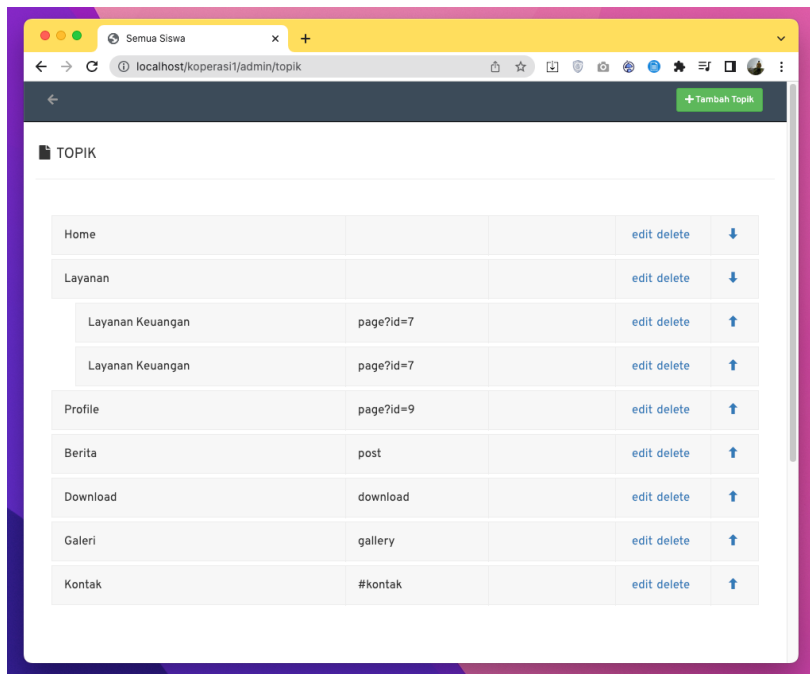 Semua Siswa
localhost/koperasi1/admin/topik
+Tambah Topik
TOPIK
Home edit delete
Layanan edit delete
Layanan Keuangan page?id=7 edit delete
Layanan Keuangan page?id=7 edit delete
Profile page?id=9 edit delete
Berita post edit delete
Download download edit delete
Galeri gallery edit delete
Kontak #kontak edit delete